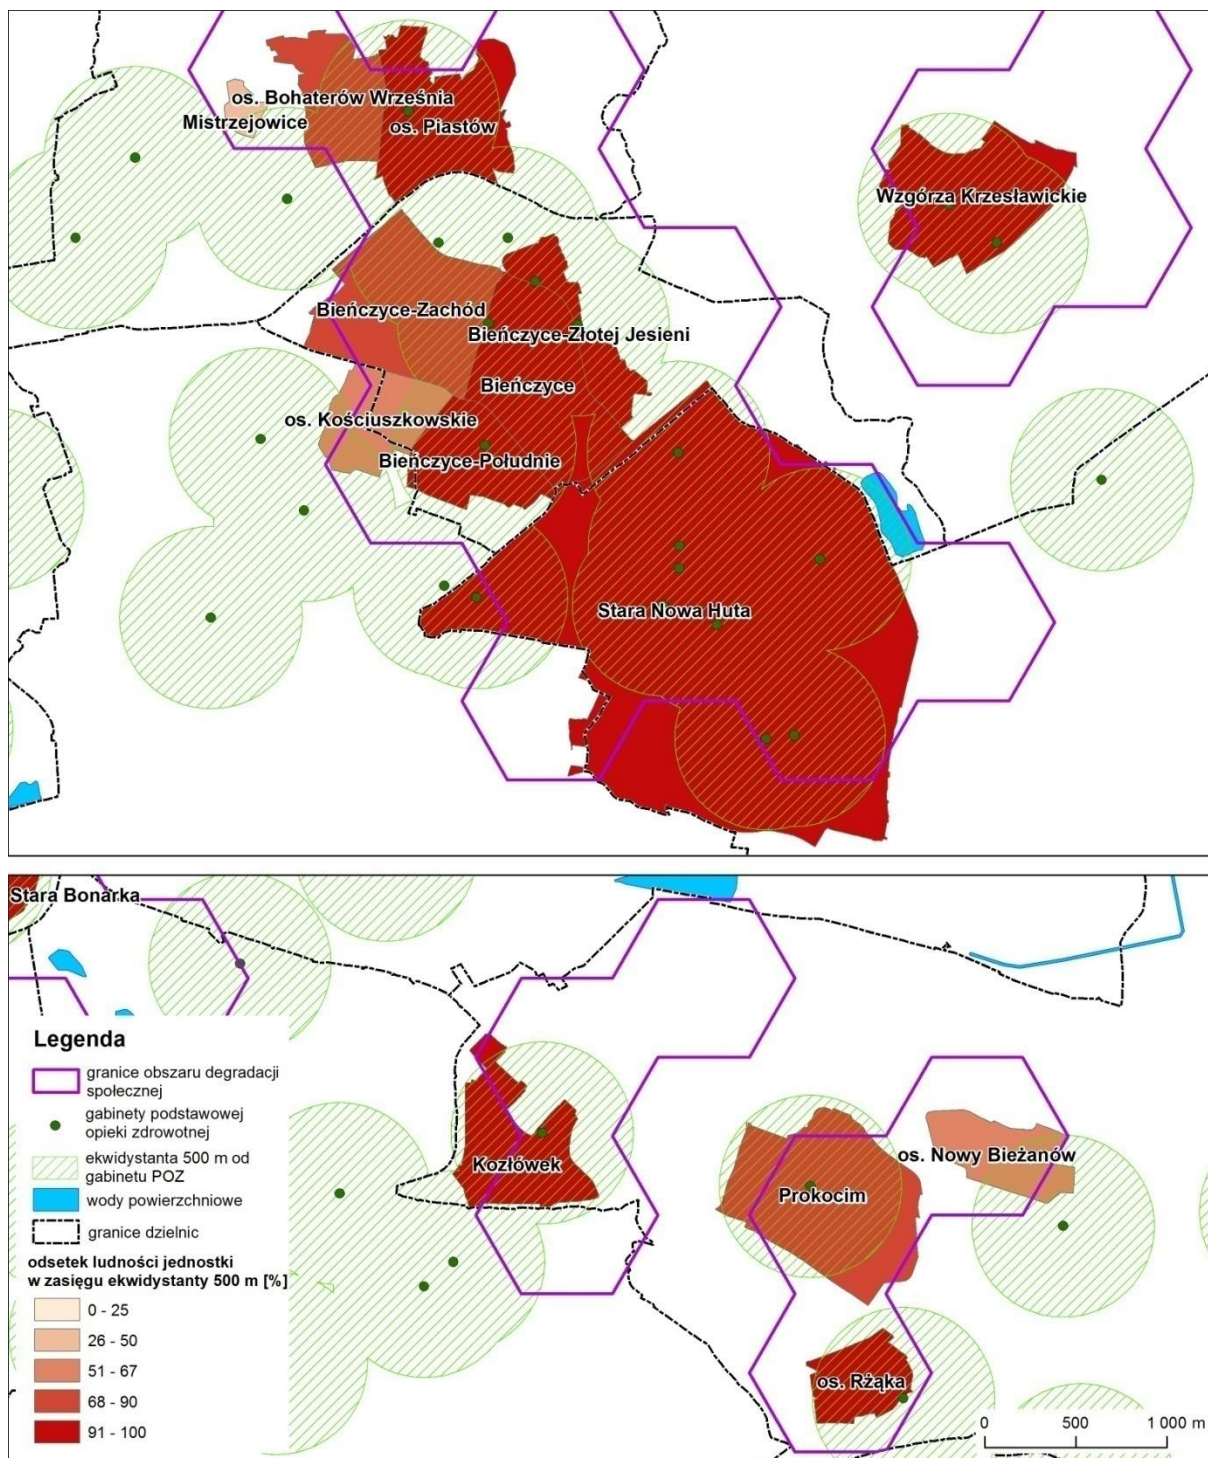 os. Bohaterów Września
Mistrzejowice
os. Piastów
Wzgórza Krzesławickie
Bieńczyce-Zachód
Bieńczyce-Złotej Jesieni
Bieńczyce
os. Kościuszkowskie
Bieńczyce-Południe
Stara Nowa Huta
Stara Bonarka
Kozłówek
os. Nowy Bieżanów
Prokocim
os. Rżąka
Legenda
granice obszaru degradacji
społecznej
gabinety podstawowej
opieki zdrowotnej
ekwidystanta 500 m od
gabinetu POZ
wody powierzchniowe
granice dzielnic
odsetek ludności jednostki
w zasięgu ekwidystanty 500 m [%]
0 - 25
26 - 50
51 - 67
68 - 90
91 - 100
0 500 1 000 m